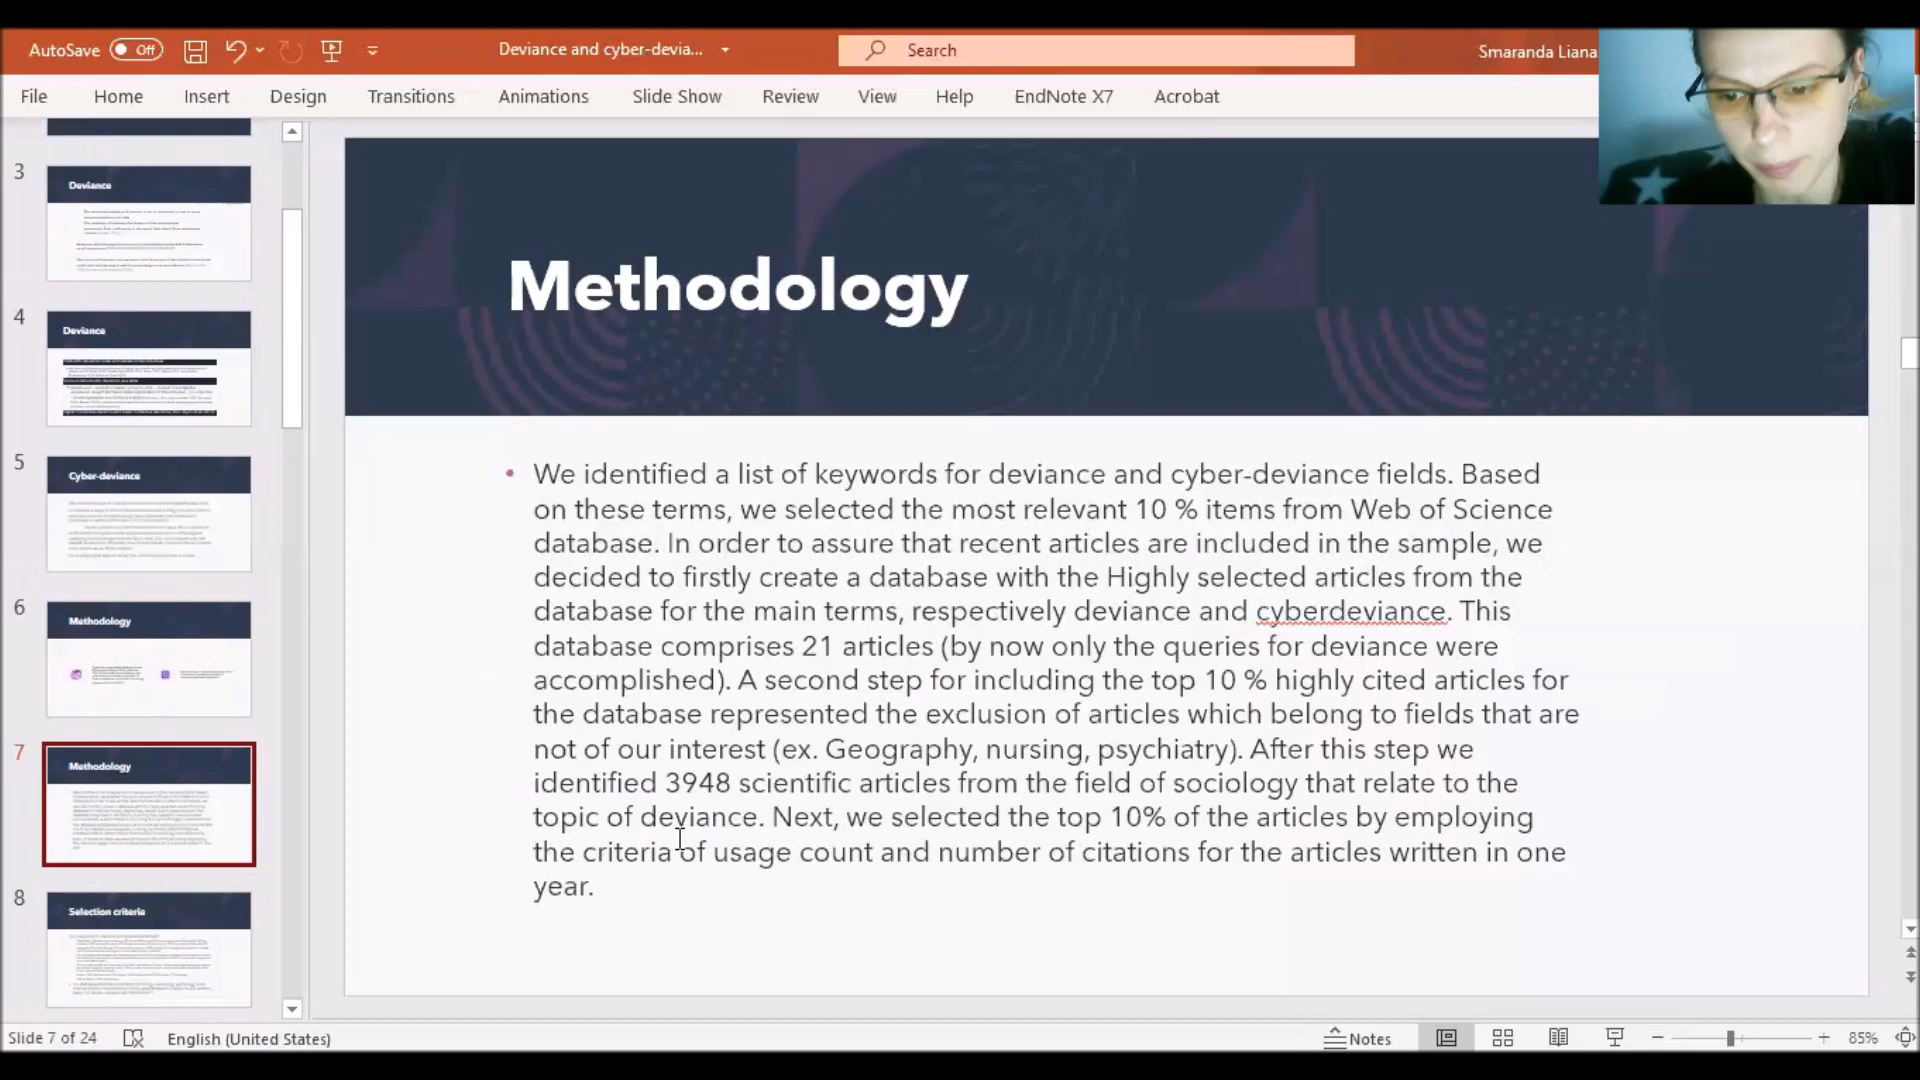 AutoSave Off Deviance and cyber-devia... Search Smaranda Liana
File Home Insert Design Transitions Animations Slide Show Review View Help EndNote X7 Acrobat
3
Deviance
4
Deviance
5
Cyber-deviance
6
Methodology
7
Methodology
8
Selection criteria
Methodology
• We identified a list of keywords for deviance and cyber-deviance fields. Based
on these terms, we selected the most relevant 10 % items from Web of Science
database. In order to assure that recent articles are included in the sample, we
decided to firstly create a database with the Highly selected articles from the
database for the main terms, respectively deviance and cyberdeviance. This
database comprises 21 articles (by now only the queries for deviance were
accomplished). A second step for including the top 10 % highly cited articles for
the database represented the exclusion of articles which belong to fields that are
not of our interest (ex. Geography, nursing, psychiatry). After this step we
identified 3948 scientific articles from the field of sociology that relate to the
topic of deviance. Next, we selected the top 10% of the articles by employing
the criteria of usage count and number of citations for the articles written in one
year.
Slide 7 of 24 English (United States) Notes 85%